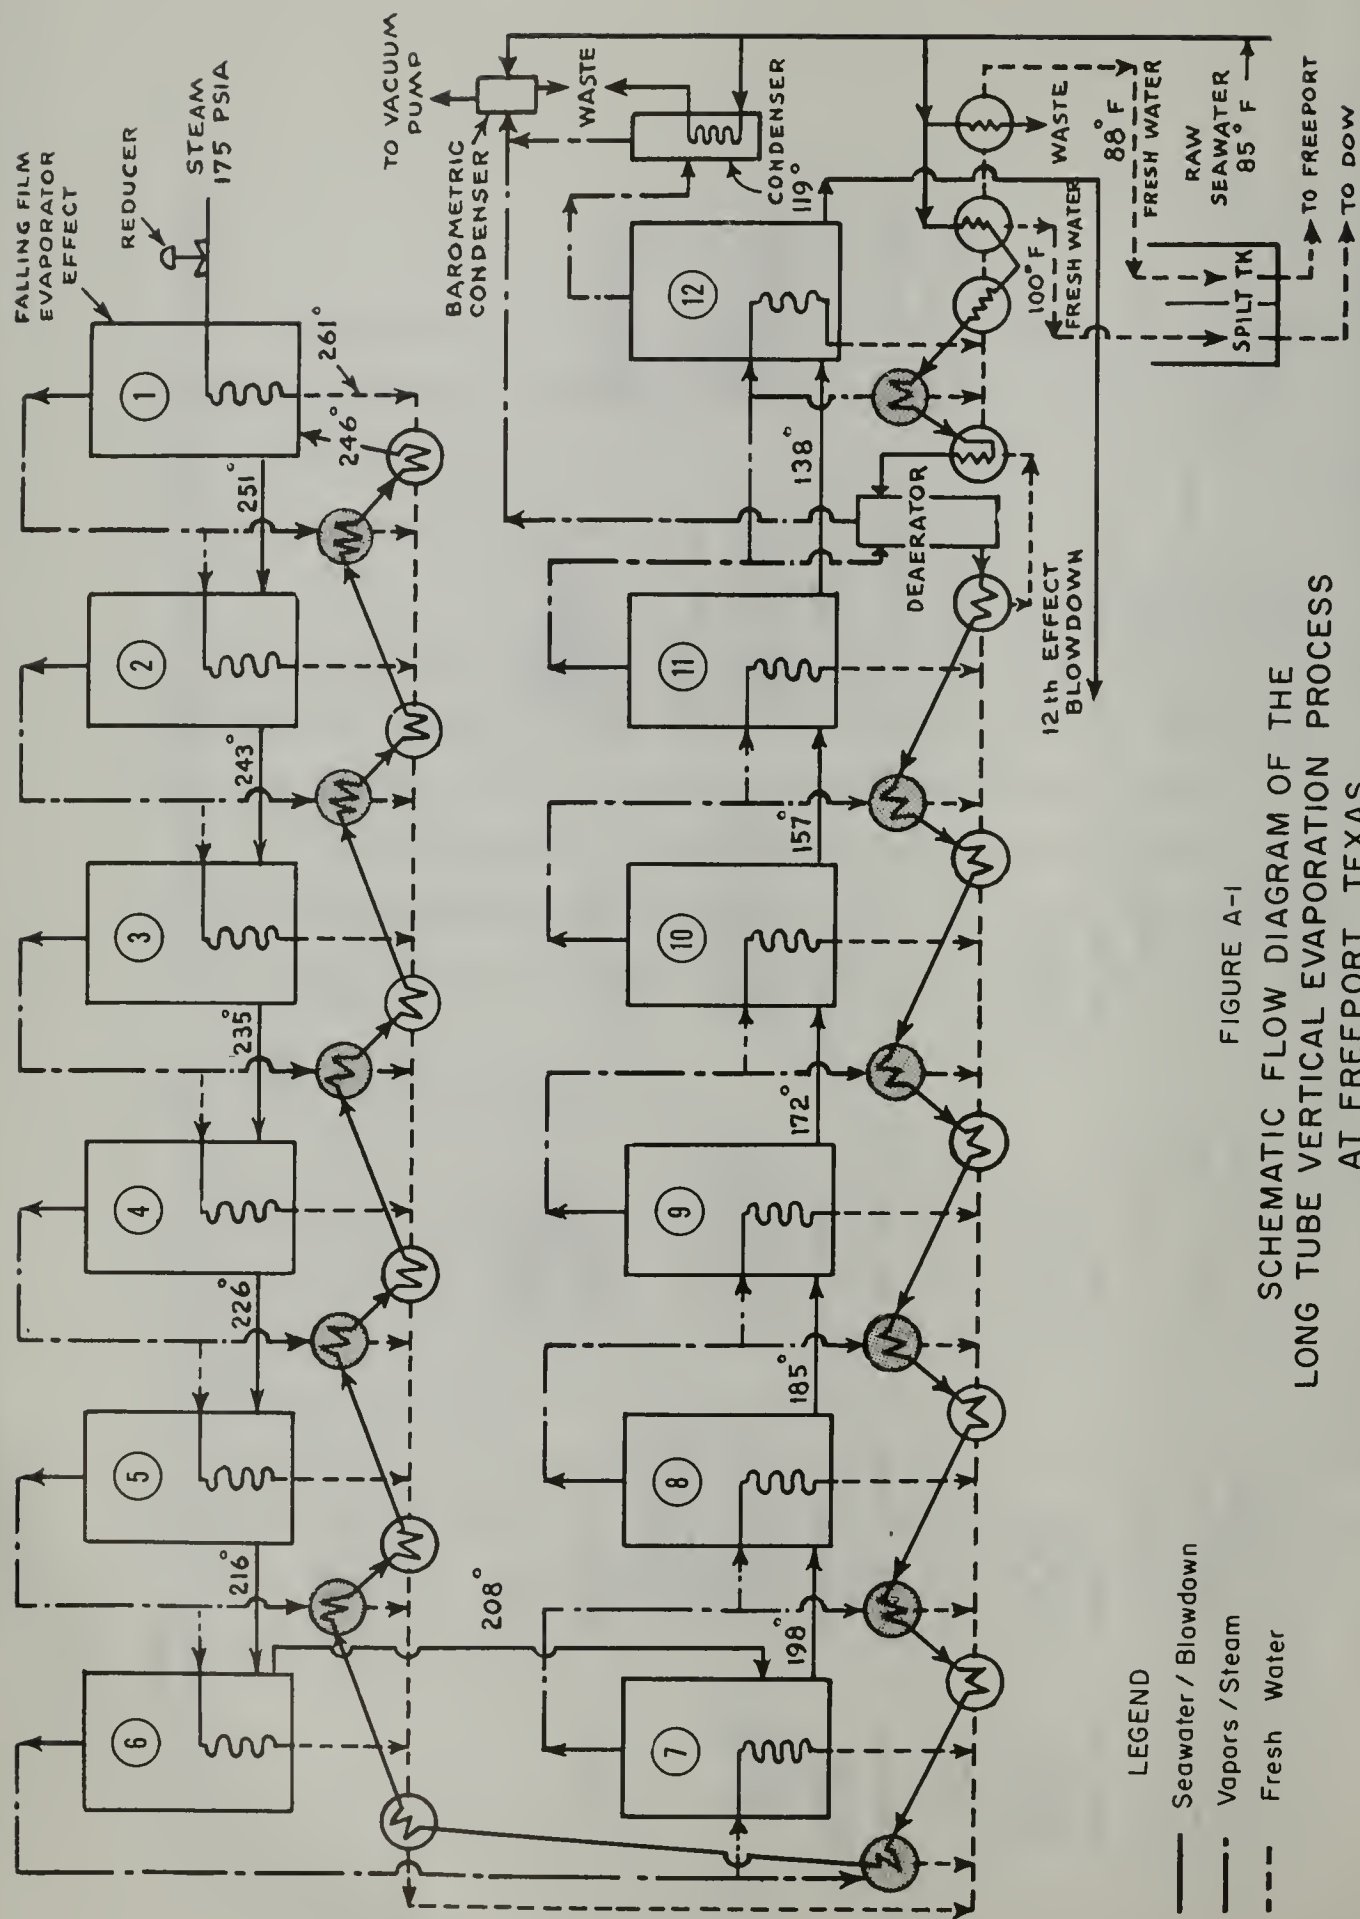 FALLING FILM
EVAPORATOR
EFFECT
REDUCER
STEAM
175 PSIA
1
261°
246°
251°
2
243°
3
235°
4
226°
5
216°
6
208°
TO VACUUM
PUMP
BAROMETRIC
CONDENSER
WASTE
CONDENSER
119°
12
138°
11
157°
10
172°
9
185°
8
198°
7
DEAERATOR
12th EFFECT
BLOWDOWN
100° F
FRESH WATER
WASTE
88° F
FRESH WATER
RAW
SEAWATER
85° F
SPILT TK
TO FREEPORT
TO DOW
LEGEND
Seawater / Blowdown
Vapors / Steam
Fresh Water
FIGURE A-1
SCHEMATIC FLOW DIAGRAM OF THE
LONG TUBE VERTICAL EVAPORATION PROCESS
AT FREEPORT, TEXAS